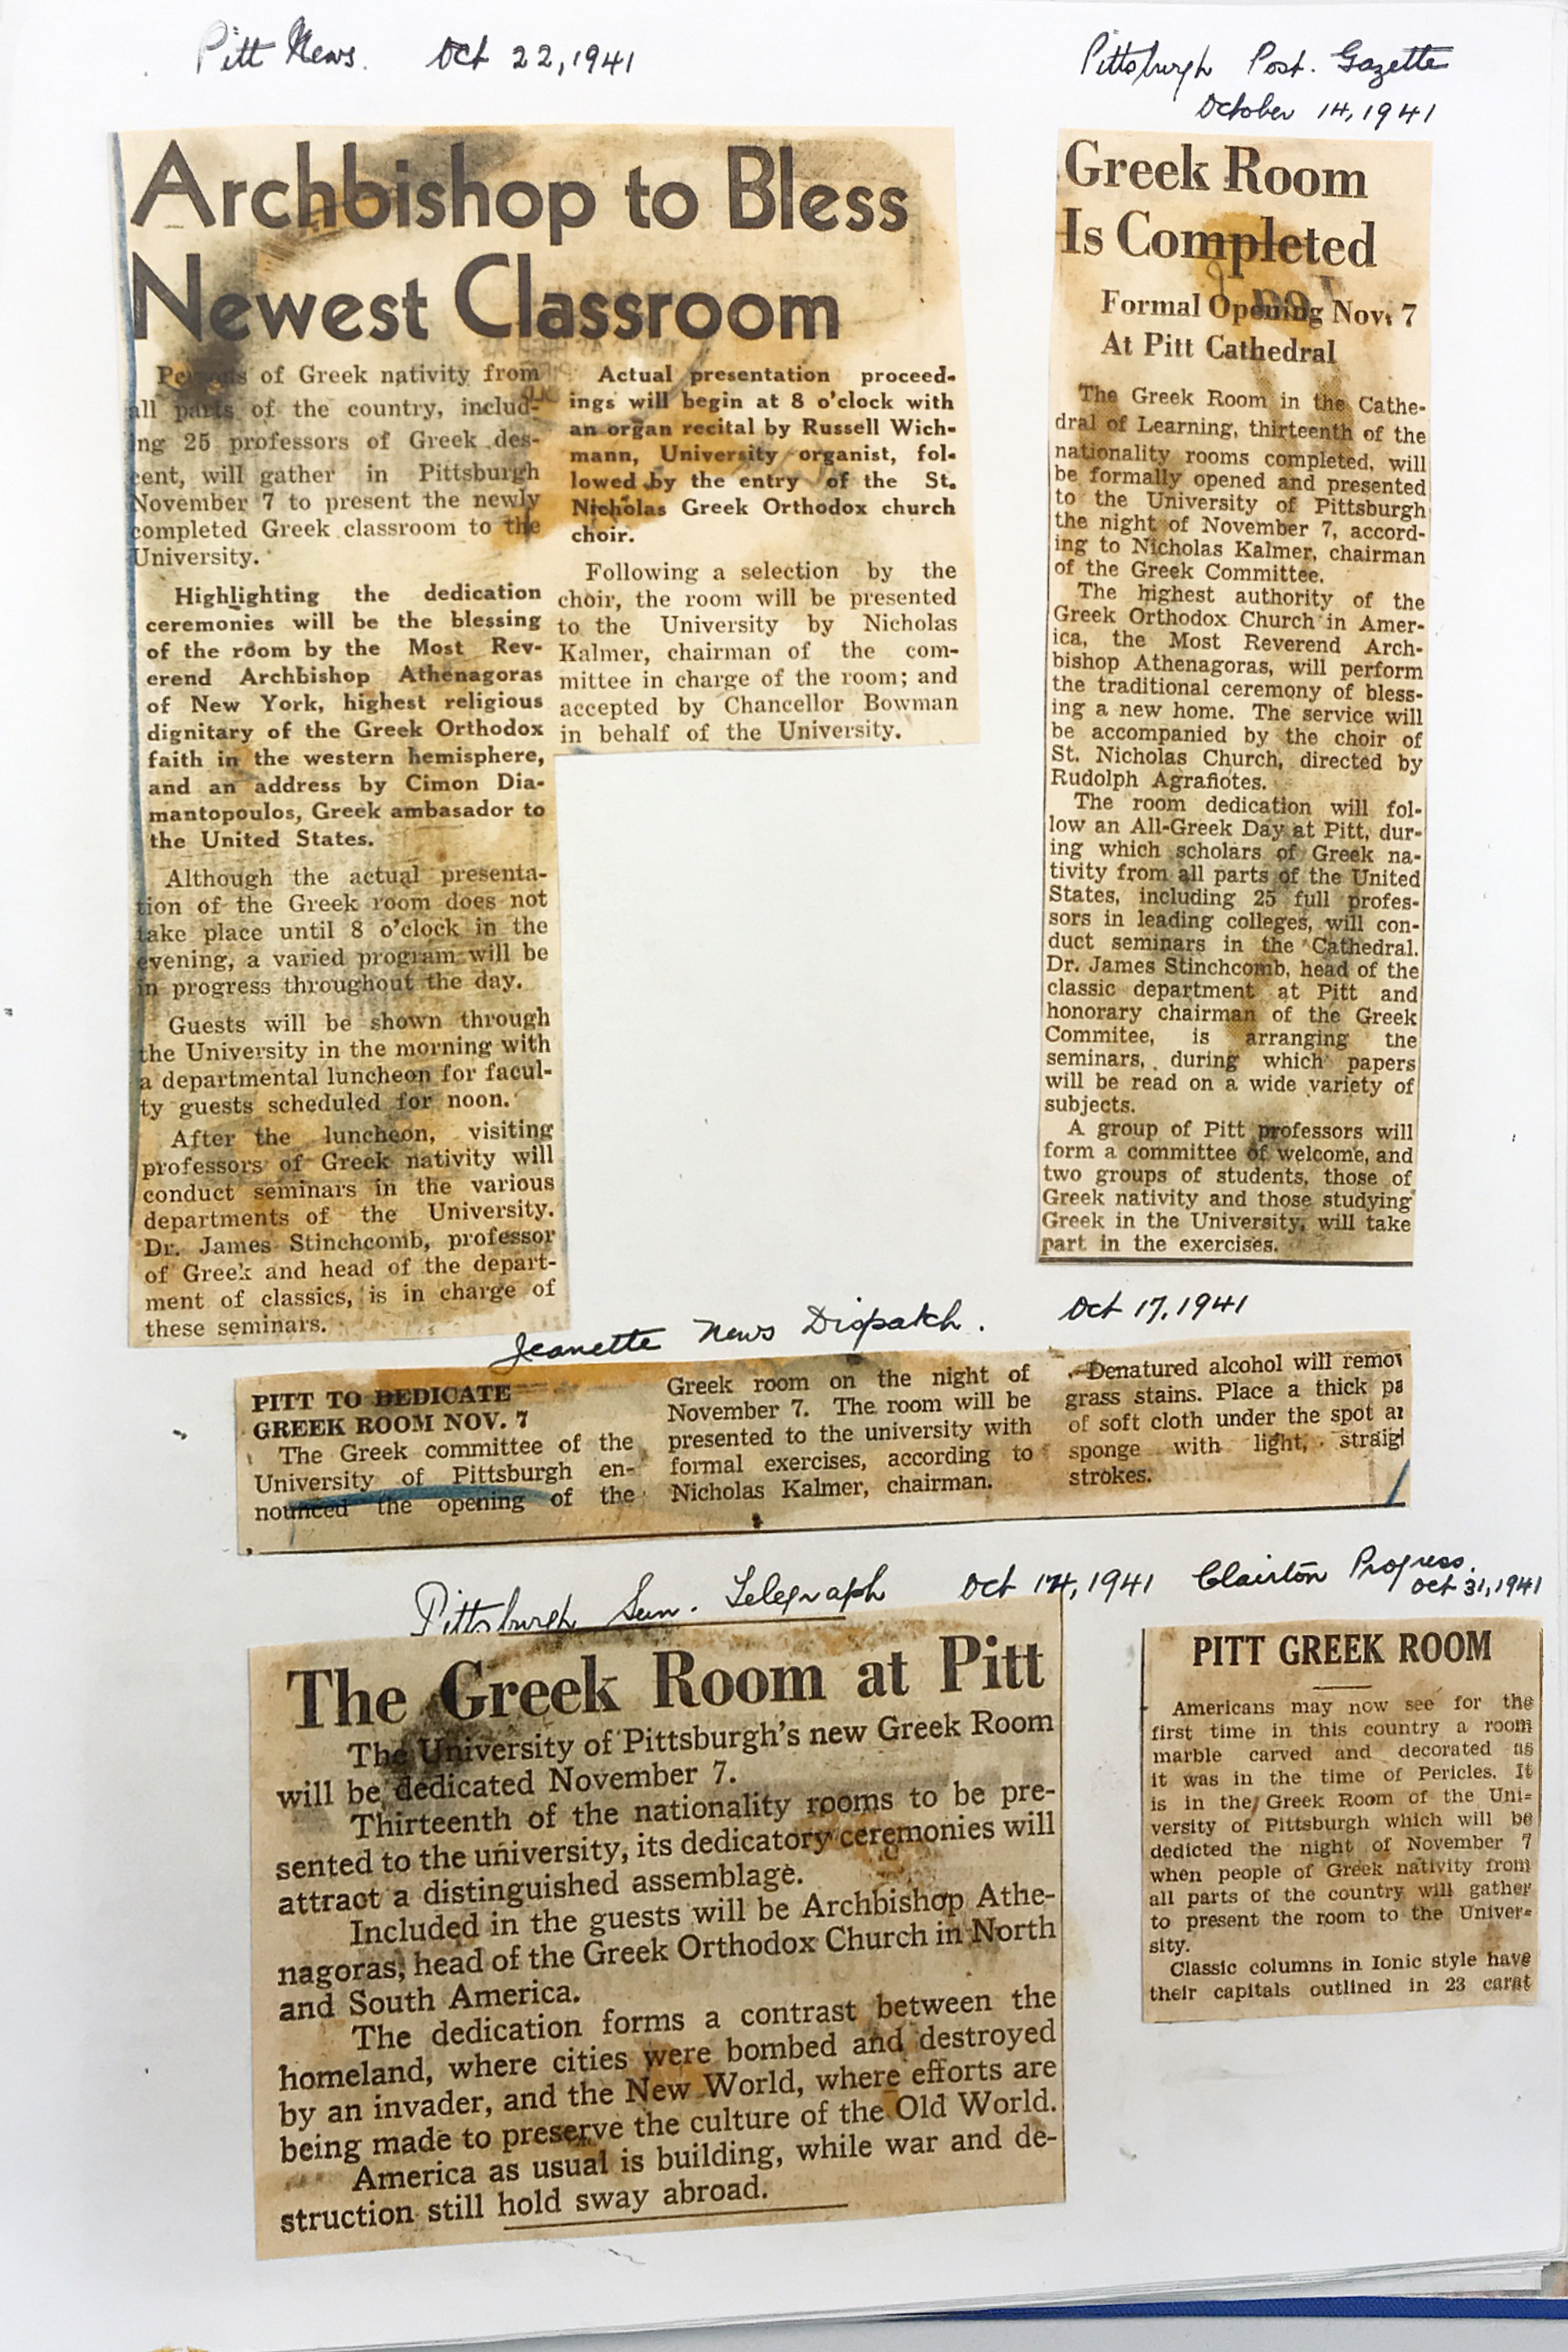 Pitt News. Oct 22, 1941
Archbishop to Bless
Newest Classroom
Persons of Greek nativity from
all parts of the country, includ-
ing 25 professors of Greek des-
cent, will gather in Pittsburgh
November 7 to present the newly
completed Greek classroom to the
University.
Highlighting the dedication
ceremonies will be the blessing
of the room by the Most Rev-
erend Archbishop Athenagoras
of New York, highest religious
dignitary of the Greek Orthodox
faith in the western hemisphere,
and an address by Cimon Dia-
mantopoulos, Greek ambasador to
the United States.
Although the actual presenta-
tion of the Greek room does not
take place until 8 o'clock in the
evening, a varied program will be
in progress throughout the day.
Guests will be shown through
the University in the morning with
a departmental luncheon for facul-
ty guests scheduled for noon.
After the luncheon, visiting
professors of Greek nativity will
conduct seminars in the various
departments of the University.
Dr. James Stinchcomb, professor
of Greek and head of the depart-
ment of classics, is in charge of
these seminars.
Actual presentation proceed-
ings will begin at 8 o'clock with
an organ recital by Russell Wich-
mann, University organist, fol-
lowed by the entry of the St.
Nicholas Greek Orthodox church
choir.
Following a selection by the
choir, the room will be presented
to the University by Nicholas
Kalmer, chairman of the com-
mittee in charge of the room; and
accepted by Chancellor Bowman
in behalf of the University.
Pittsburgh Post. Gazette
October 14, 1941
Greek Room
Is Completed
Formal Opening Nov. 7
At Pitt Cathedral
The Greek Room in the Cathe-
dral of Learning, thirteenth of the
nationality rooms completed, will
be formally opened and presented
to the University of Pittsburgh
the night of November 7, accord-
ing to Nicholas Kalmer, chairman
of the Greek Committee.
The highest authority of the
Greek Orthodox Church in Amer-
ica, the Most Reverend Arch-
bishop Athenagoras, will perform
the traditional ceremony of bless-
ing a new home. The service will
be accompanied by the choir of
St. Nicholas Church, directed by
Rudolph Agrafiotes.
The room dedication will fol-
low an All-Greek Day at Pitt, dur-
ing which scholars of Greek na-
tivity from all parts of the United
States, including 25 full profes-
sors in leading colleges, will con-
duct seminars in the Cathedral.
Dr. James Stinchcomb, head of the
classic department at Pitt and
honorary chairman of the Greek
Commitee, is arranging the
seminars, during which papers
will be read on a wide variety of
subjects.
A group of Pitt professors will
form a committee of welcome, and
two groups of students, those of
Greek nativity and those studying
Greek in the University, will take
part in the exercises.
Jeanette News Dispatch. Oct 17, 1941
PITT TO DEDICATE
GREEK ROOM NOV. 7
The Greek committee of the
University of Pittsburgh en-
nounced the opening of the
Greek room on the night of
November 7. The room will be
presented to the university with
formal exercises, according to
Nicholas Kalmer, chairman.
Denatured alcohol will remov
grass stains. Place a thick pa
of soft cloth under the spot ar
sponge with light, straigh
strokes.
Pittsburgh Sun. Telegraph Oct 14, 1941
The Greek Room at Pitt
The University of Pittsburgh's new Greek Room
will be dedicated November 7.
Thirteenth of the nationality rooms to be pre-
sented to the university, its dedicatory ceremonies will
attract a distinguished assemblage.
Included in the guests will be Archbishop Athe-
nagoras, head of the Greek Orthodox Church in North
and South America.
The dedication forms a contrast between the
homeland, where cities were bombed and destroyed
by an invader, and the New World, where efforts are
being made to preserve the culture of the Old World.
America as usual is building, while war and de-
struction still hold sway abroad.
Clairton Progress.
Oct 31, 1941
PITT GREEK ROOM
Americans may now see for the
first time in this country a room
marble carved and decorated as
it was in the time of Pericles. It
is in the Greek Room of the Uni-
versity of Pittsburgh which will be
dedicted the night of November 7
when people of Greek nativity from
all parts of the country will gather
to present the room to the Univer-
sity.
Classic columns in Ionic style have
their capitals outlined in 23 carat